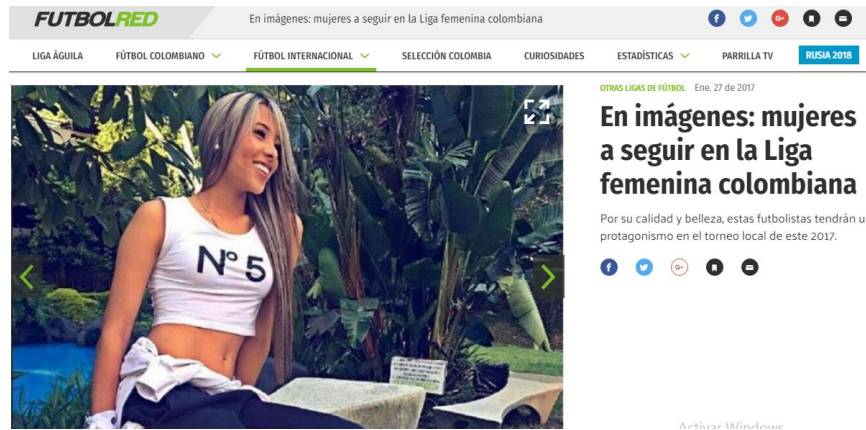 FUTBOLRED
En imágenes: mujeres a seguir en la Liga femenina colombiana
LIGA ÁGUILA FÚTBOL COLOMBIANO FÚTBOL INTERNACIONAL SELECCIÓN COLOMBIA CURIOSIDADES ESTADÍSTICAS PARRILLA TV RUSIA 2018
OTRAS LIGAS DE FÚTBOL Ene. 27 de 2017
En imágenes: mujeres
a seguir en la Liga
femenina colombiana
Por su calidad y belleza, estas futbolistas tendrán u
protagonismo en el torneo local de este 2017.
Nº 5
Activar Windows